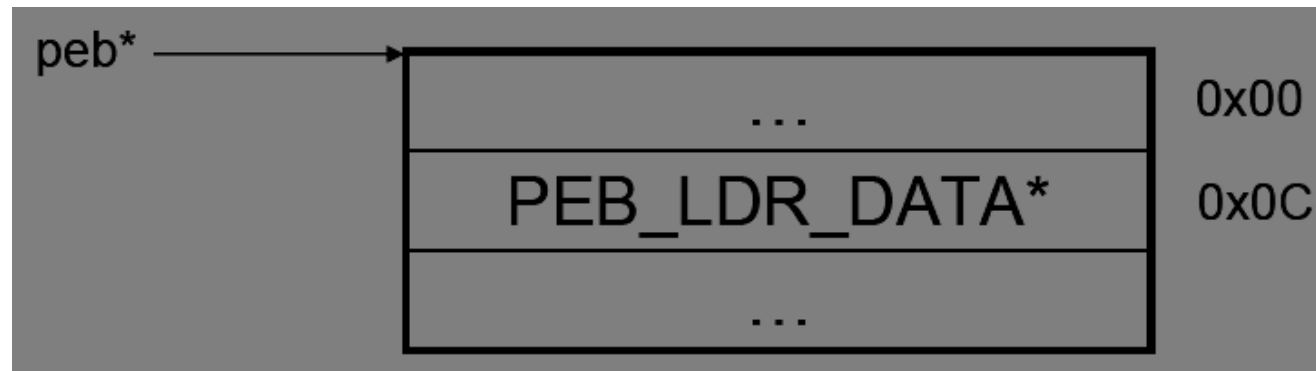 peb*
... 0x00
PEB_LDR_DATA* 0x0C
...